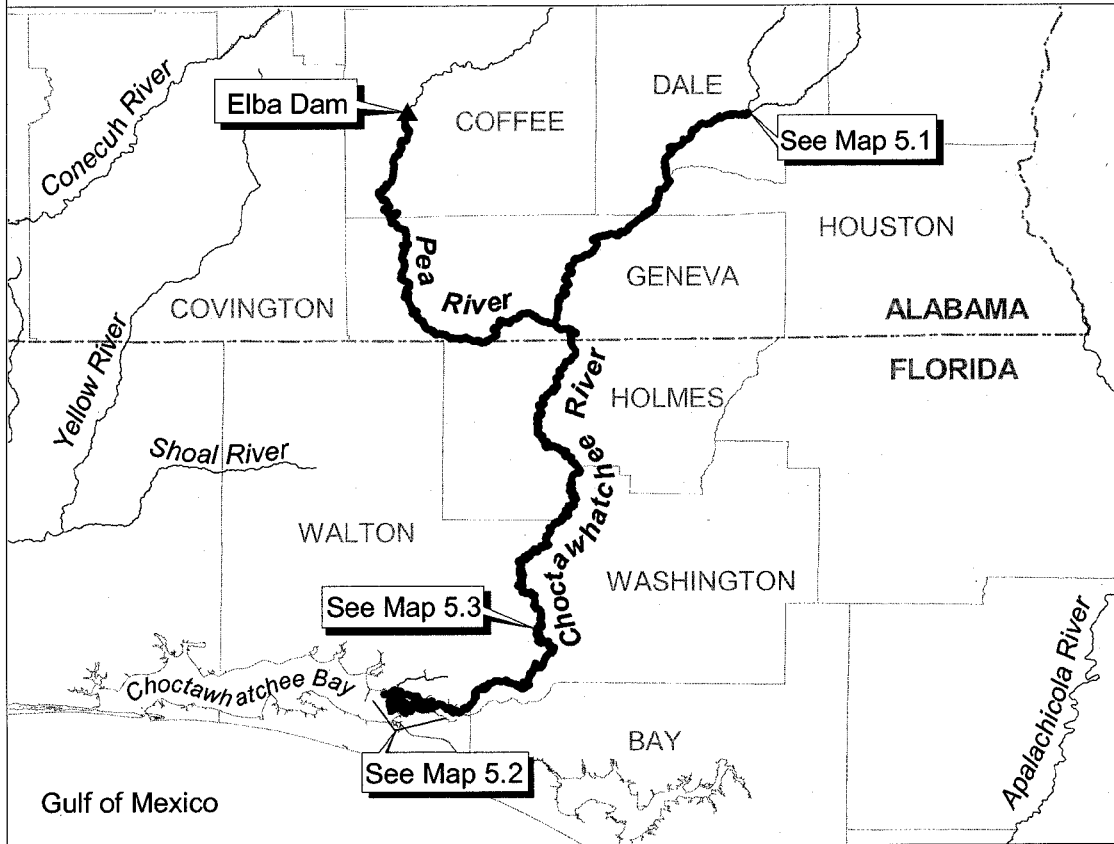 Conecuh River
Elba Dam
COFFEE
DALE
See Map 5.1
HOUSTON
Pea River
GENEVA
COVINGTON
ALABAMA
FLORIDA
Yellow River
HOLMES
Shoal River
Choctawhatchee River
WALTON
WASHINGTON
See Map 5.3
Choctawhatchee Bay
Apalachicola River
BAY
See Map 5.2
Gulf of Mexico